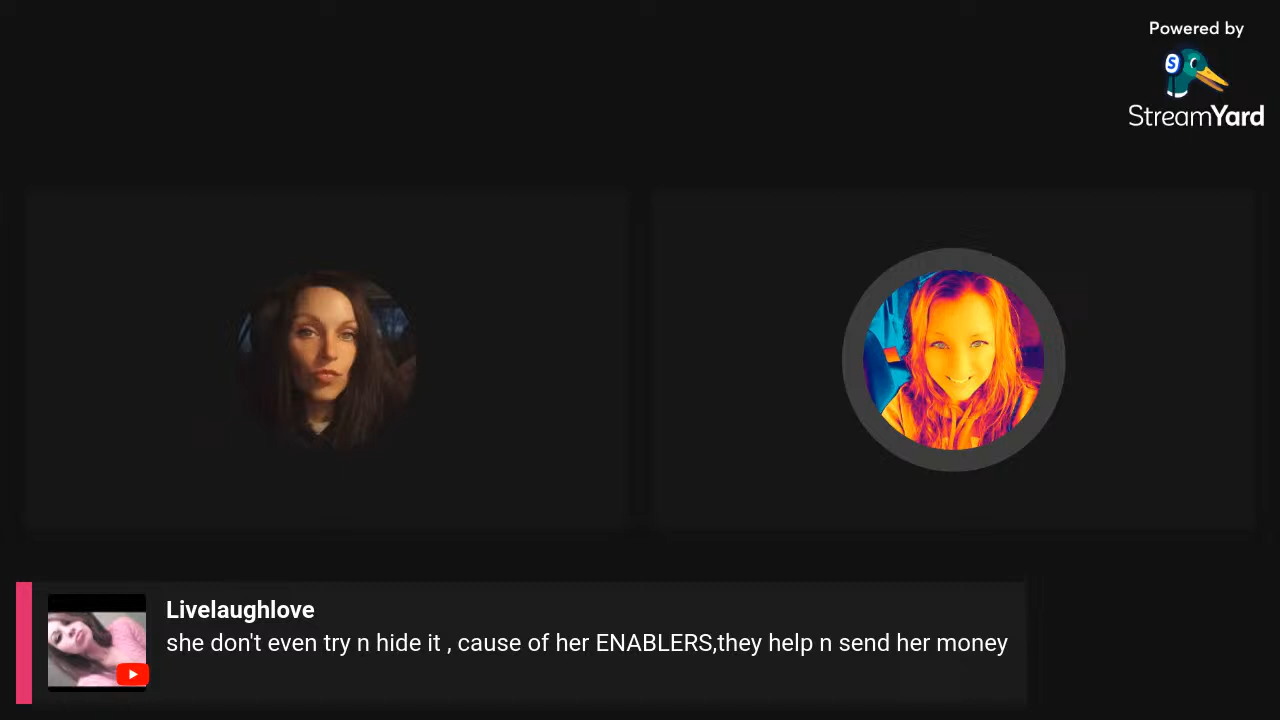 Powered by
S
StreamYard
Livelaughlove
she don't even try n hide it , cause of her ENABLERS,they help n send her money